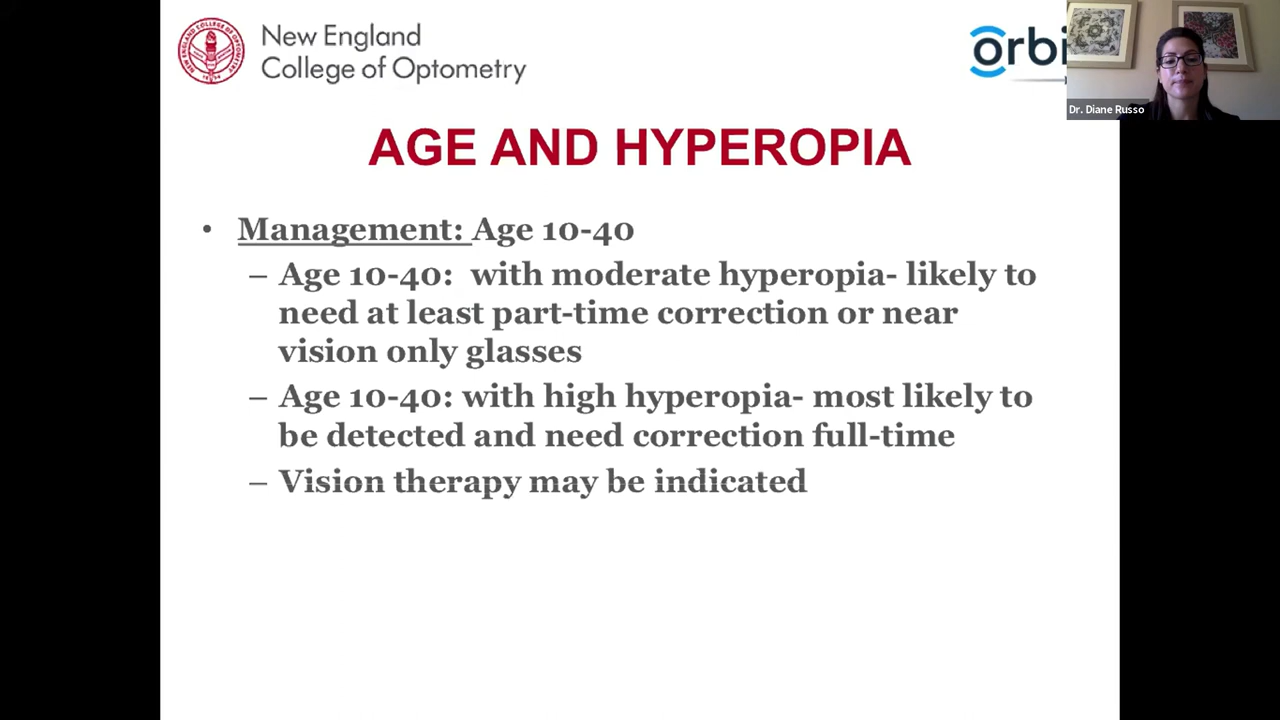 New England
College of Optometry
orbi
Dr. Diane Russo
AGE AND HYPEROPIA
• Management: Age 10-40
– Age 10-40:  with moderate hyperopia- likely to
need at least part-time correction or near
vision only glasses
– Age 10-40: with high hyperopia- most likely to
be detected and need correction full-time
– Vision therapy may be indicated